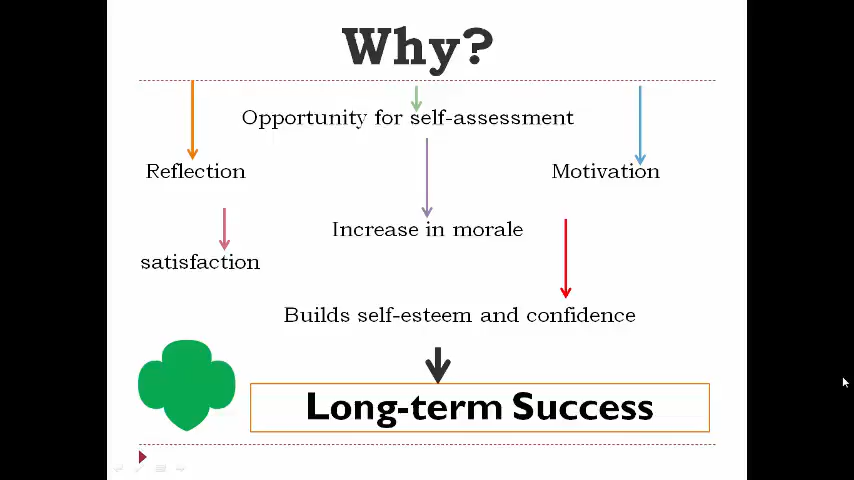 Why?
Opportunity for self-assessment
Reflection
Motivation
Increase in morale
satisfaction
Builds self-esteem and confidence
Long-term Success